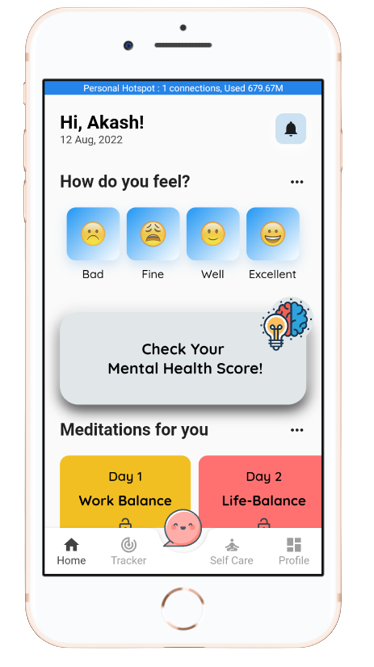 Personal Hotspot : 1 connections, Used 679.67M
Hi, Akash!
12 Aug, 2022
How do you feel?
Bad Fine Well Excellent
Check Your
Mental Health Score!
Meditations for you
Day 1 Day 2
Work Balance Life-Balance
Home Tracker Self Care Profile